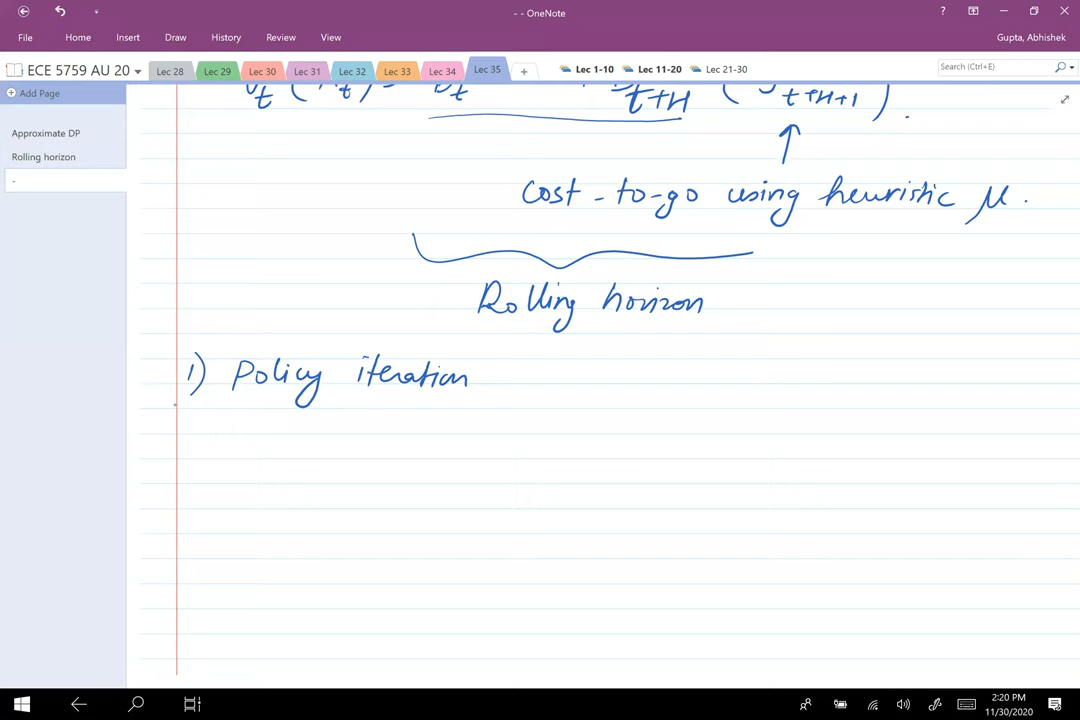 - - OneNote
File Home Insert Draw History Review View
Gupta, Abhishek
ECE 5759 AU 20
Lec 28 Lec 29 Lec 30 Lec 31 Lec 32 Lec 33 Lec 34 Lec 35 Lec 1-10 Lec 11-20 Lec 21-30
Search (Ctrl+E)
Add Page
Approximate DP
Rolling horizon
-
t+H ( t+H+1 ) .
Cost-to-go using heuristic μ .
Rolling horizon
1) Policy iteration
2:20 PM
11/30/2020